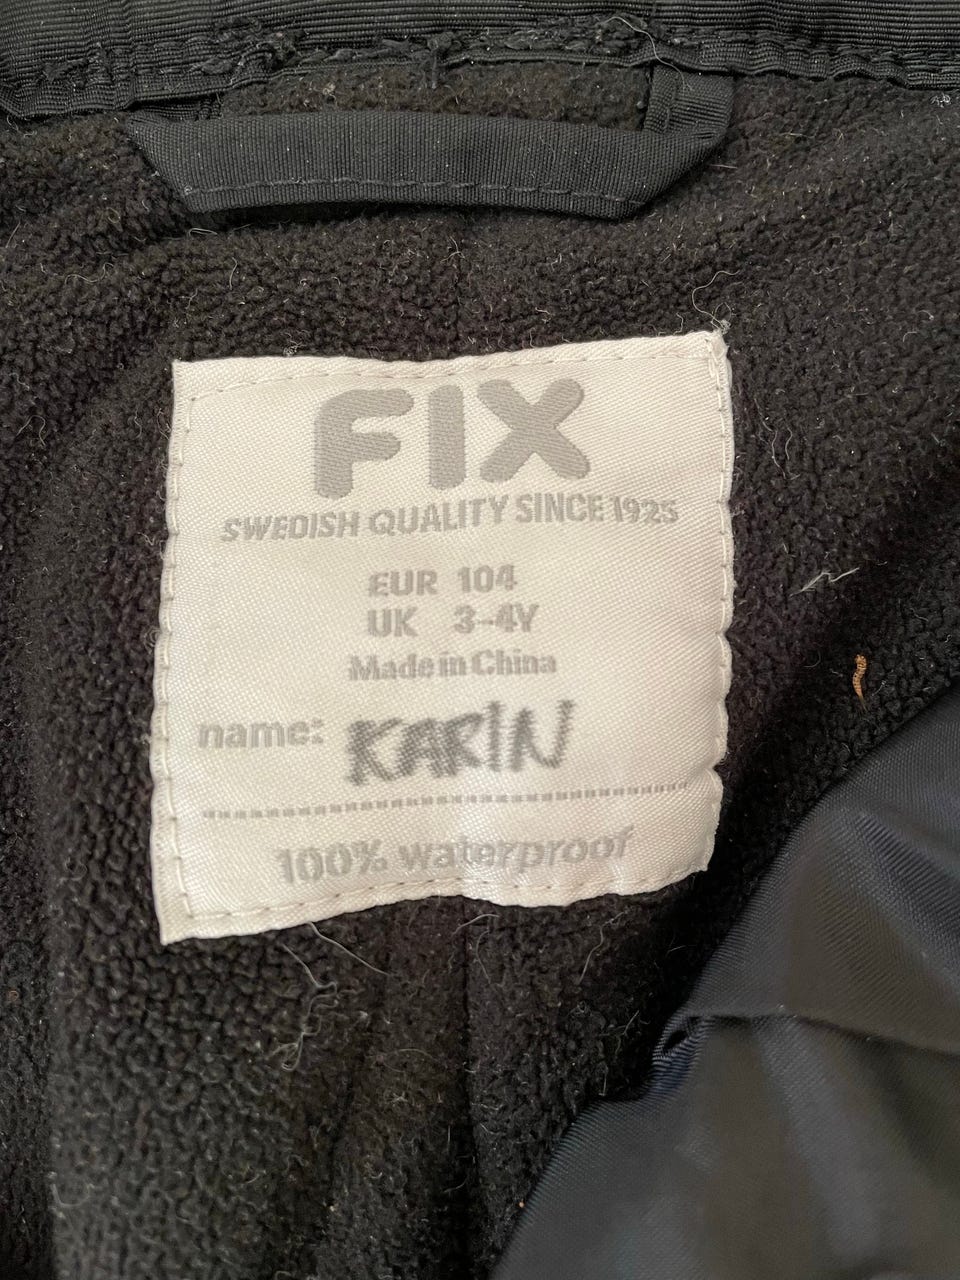 FIX
SWEDISH QUALITY SINCE 1925
EUR 104
UK 3-4Y
Made in China
name: KARIN
100% waterproof